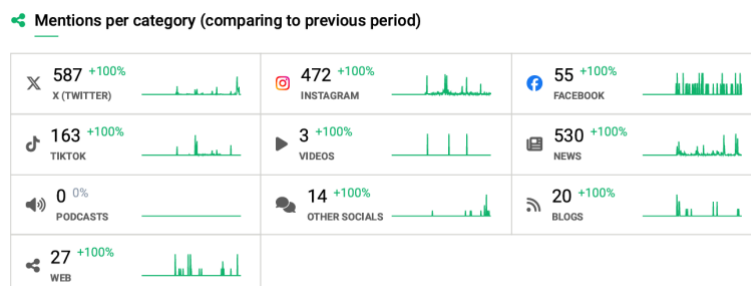 Mentions per category (comparing to previous period)
587 +100%
X (TWITTER)
472 +100%
INSTAGRAM
55 +100%
FACEBOOK
163 +100%
TIKTOK
3 +100%
VIDEOS
530 +100%
NEWS
0 0%
PODCASTS
14 +100%
OTHER SOCIALS
20 +100%
BLOGS
27 +100%
WEB